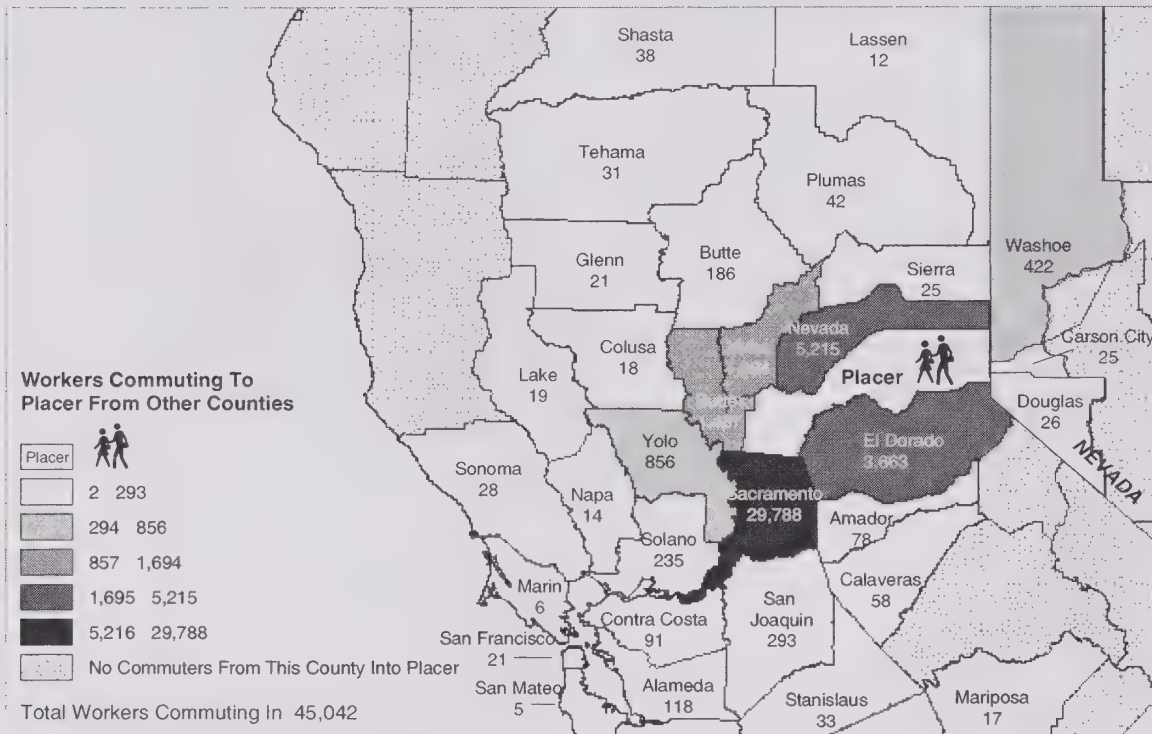 Shasta
38
Lassen
12
Tehama
31
Plumas
42
Washoe
422
Butte
186
Glenn
21
Sierra
25
Nevada
5,215
Carson City
25
Colusa
18
Placer
Lake
19
Douglas
26
NEVADA
El Dorado
3,663
Yolo
856
Sonoma
28
Napa
14
Sacramento
29,788
Amador
78
Solano
235
Calaveras
58
Marin
6
Contra Costa
91
San
Joaquin
293
San Francisco
21
San Mateo
5
Alameda
118
Stanislaus
33
Mariposa
17
Workers Commuting To
Placer From Other Counties
Placer
2 293
294 856
857 1,694
1,695 5,215
5,216 29,788
No Commuters From This County Into Placer
Total Workers Commuting In 45,042